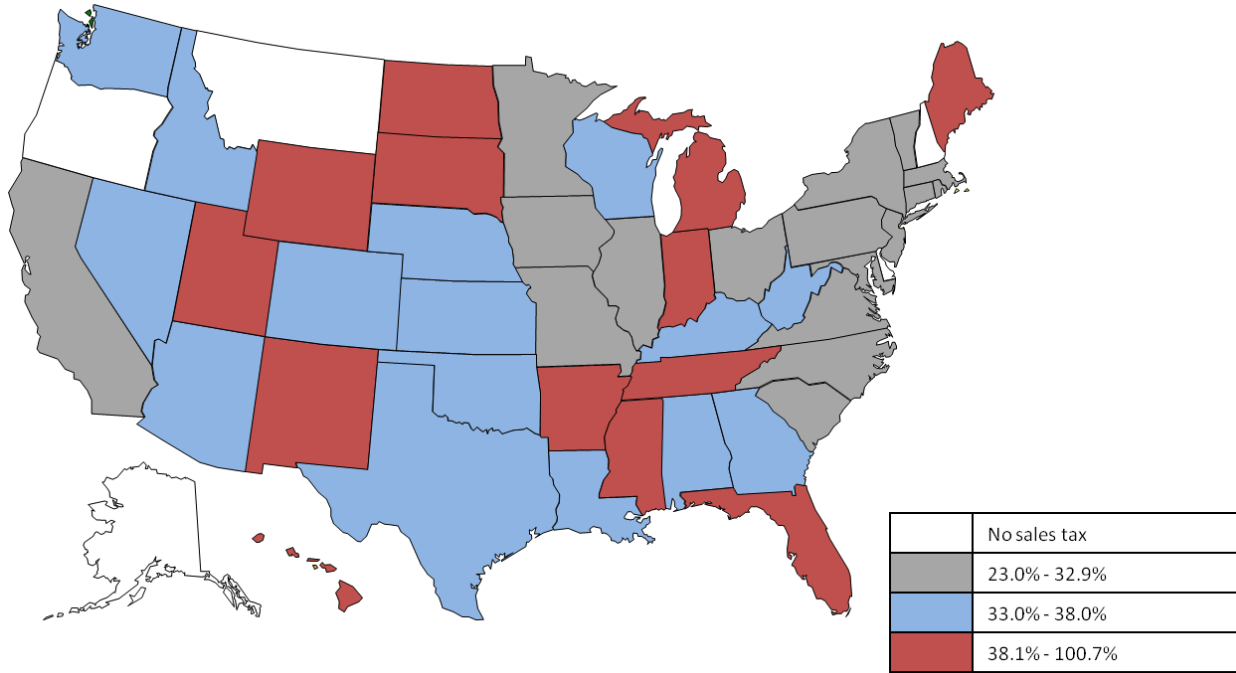 No sales tax
23.0% - 32.9%
33.0% - 38.0%
38.1% - 100.7%